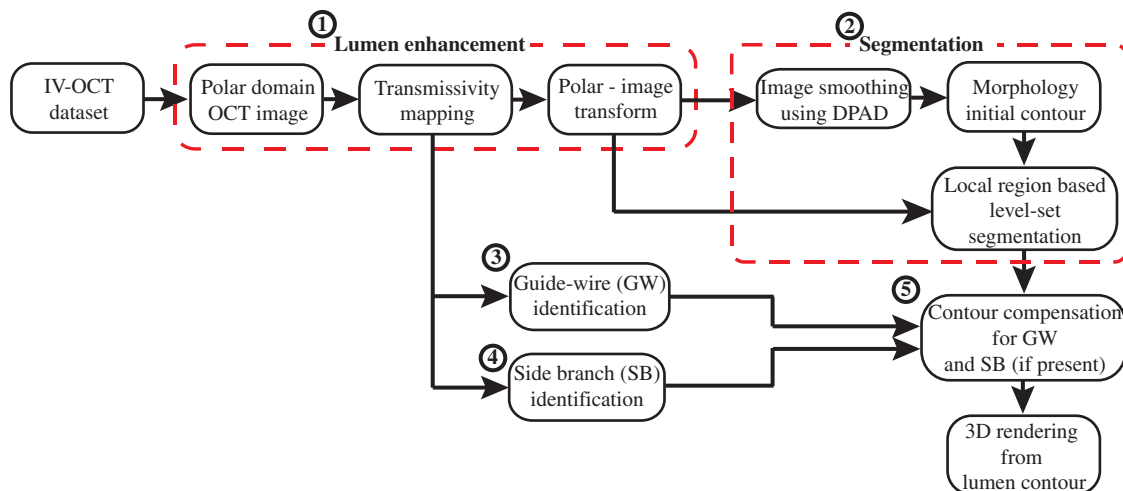 1
Lumen enhancement
2
Segmentation
IV-OCT
dataset
Polar domain
OCT image
Transmissivity
mapping
Polar - image
transform
Image smoothing
using DPAD
Morphology
initial contour
Local region based
level-set
segmentation
3
Guide-wire (GW)
identification
4
Side branch (SB)
identification
5
Contour compensation
for GW
and SB (if present)
3D rendering
from
lumen contour